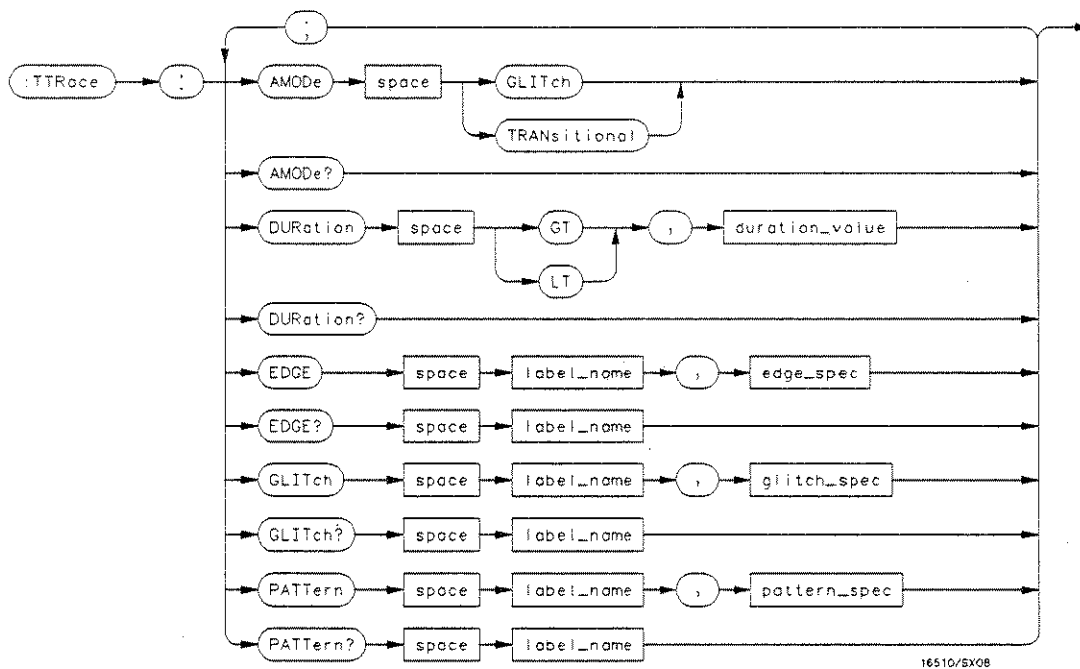 ;
:TTRace : AMODe space GLITch
TRANsitional
AMODe?
DURation space GT , duration_value
LT
DURation?
EDGE space label_name , edge_spec
EDGE? space label_name
GLITch space label_name , glitch_spec
GLITch? space label_name
PATTern space label_name , pattern_spec
PATTern? space label_name
16510/SX08